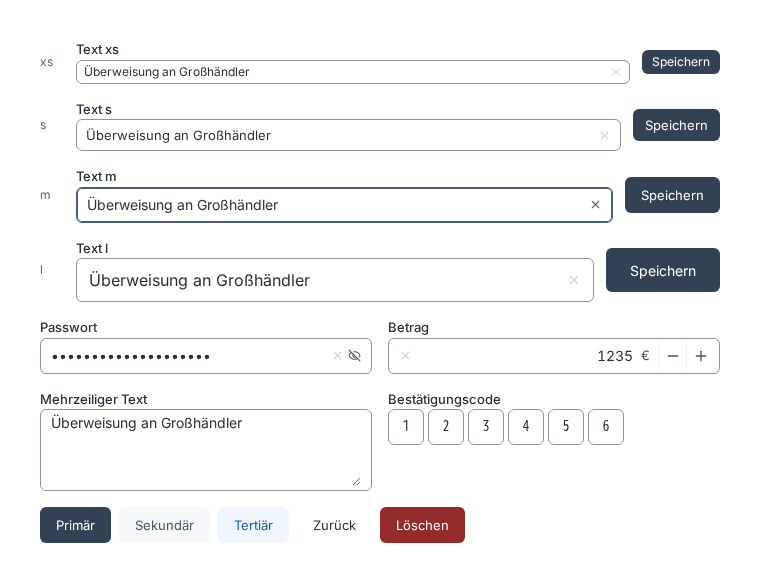 Text xs
xs
Überweisung an Großhändler
Speichern
Text s
s
Überweisung an Großhändler
Speichern
Text m
m
Überweisung an Großhändler
Speichern
Text l
l
Überweisung an Großhändler
Speichern
Passwort
Betrag
1235 €
Mehrzeiliger Text
Bestätigungscode
Überweisung an Großhändler
1 2 3 4 5 6
Primär Sekundär Tertiär Zurück Löschen